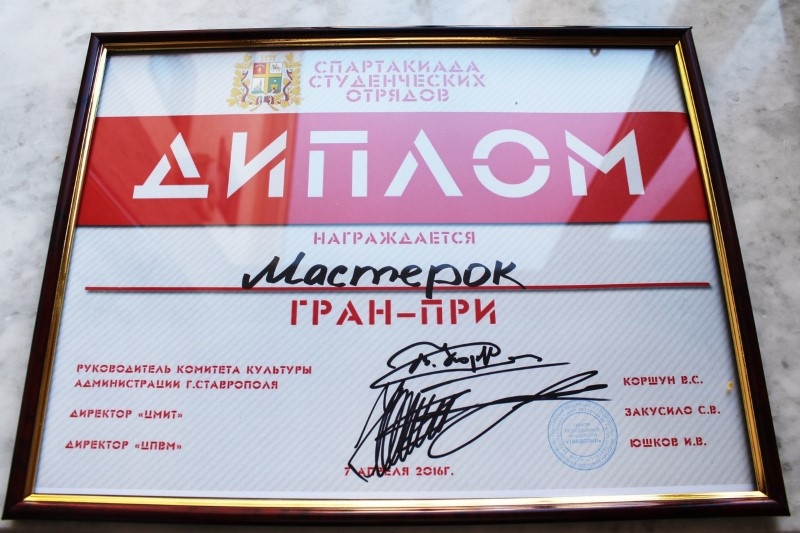 СПАРТАКИАДА
СТУДЕНЧЕСКИХ
ОТРЯДОВ
ДИПЛОМ
НАГРАЖДАЕТСЯ
Мастерок
ГРАН-ПРИ
РУКОВОДИТЕЛЬ КОМИТЕТА КУЛЬТУРЫ
АДМИНИСТРАЦИИ Г.СТАВРОПОЛЯ
КОРШУН В.С.
ДИРЕКТОР «ЦМИТ»
ЗАКУСИЛО С.В.
ДИРЕКТОР «ЦПВМ»
ЮШКОВ И.В.
7 АПРЕЛЯ 2016Г.